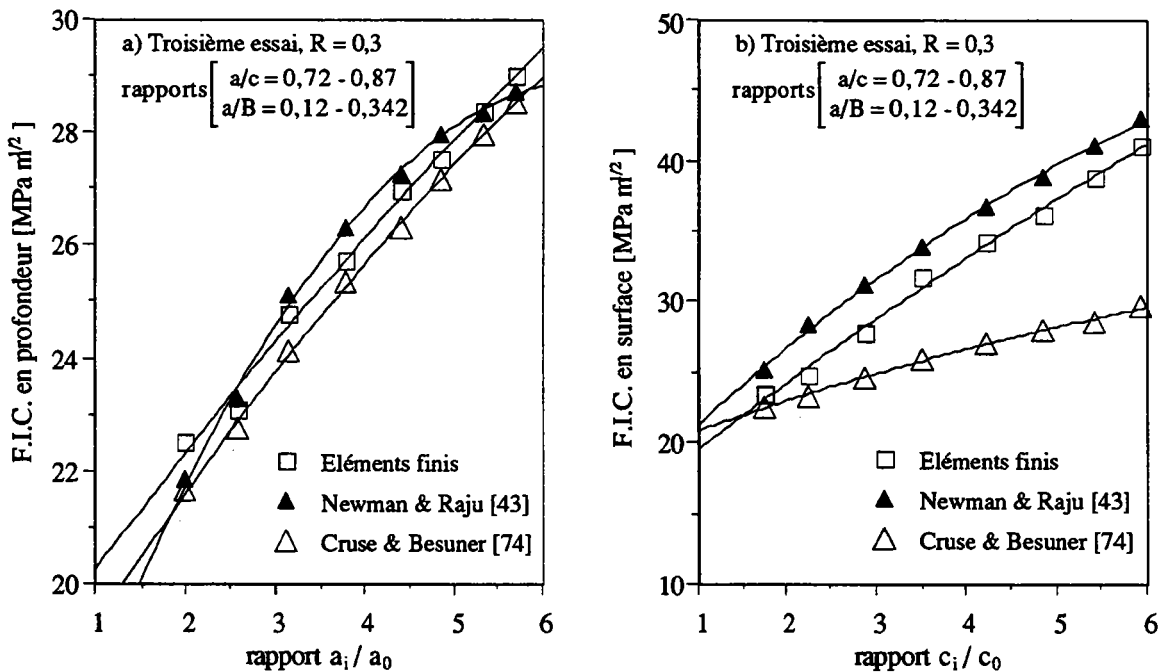 F.I.C. en profondeur [MPa m^1/2]
30
28
26
24
22
20
a) Troisième essai, R = 0,3
rapports [ a/c = 0,72 - 0,87
a/B = 0,12 - 0,342 ]
Eléments finis
Newman & Raju [43]
Cruse & Besuner [74]
1 2 3 4 5 6
rapport a_i / a_0
F.I.C. en surface [MPa m^1/2]
50
40
30
20
10
b) Troisième essai, R = 0.3
rapports [ a/c = 0,72 - 0,87
a/B = 0,12 - 0,342 ]
Eléments finis
Newman & Raju [43]
Cruse & Besuner [74]
1 2 3 4 5 6
rapport c_i / c_0